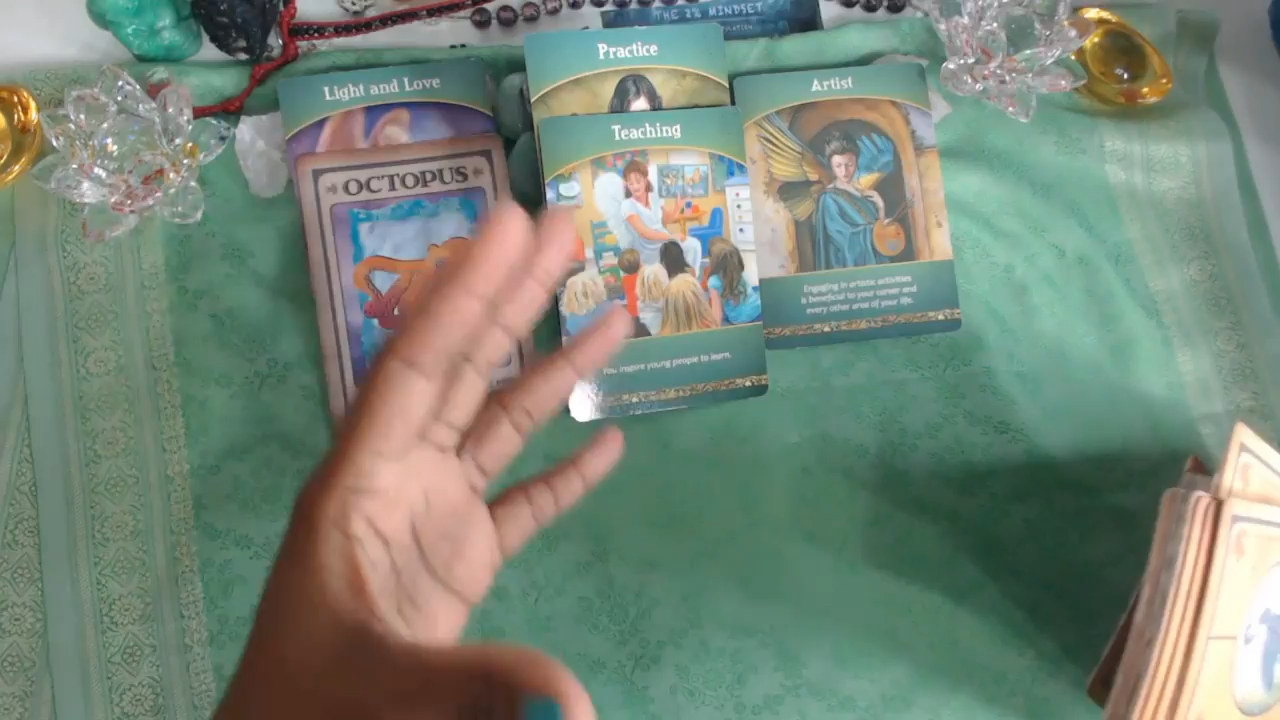 THE 2% MINDSET
Practice
Light and Love
Artist
Teaching
OCTOPUS
Engaging in artistic activities
is beneficial to your career and
every other area of your life.
You inspire young people to learn.